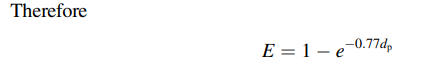 Therefore
E = 1 − e^{−0.77d_p}